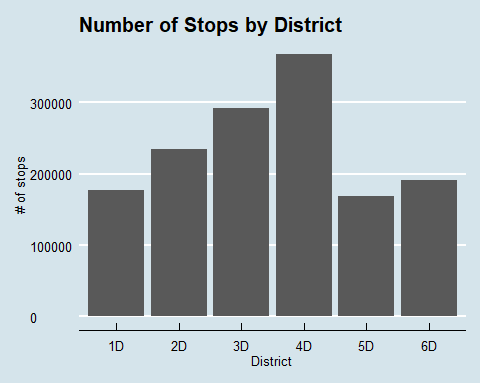 Number of Stops by District
# of stops
300000
200000
100000
0
1D 2D 3D 4D 5D 6D
District